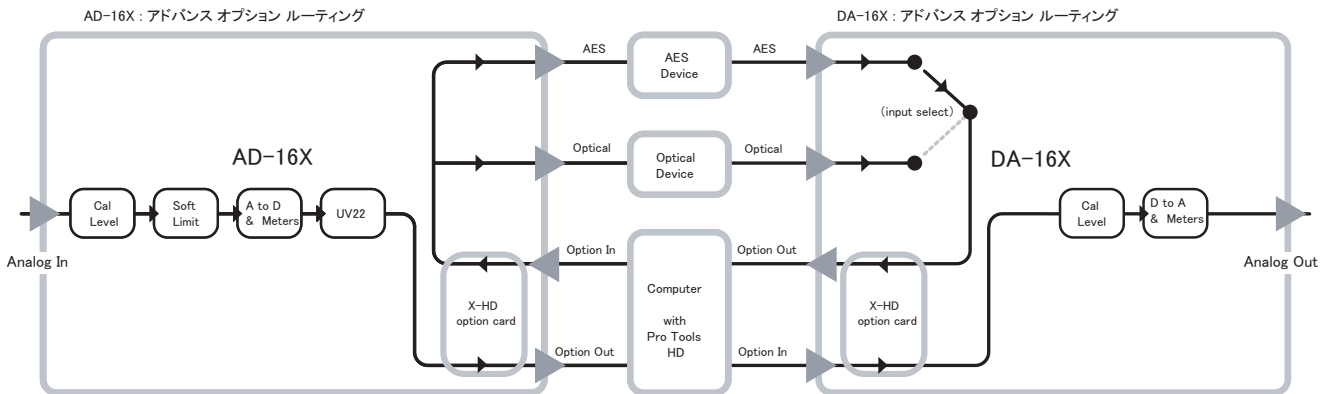 AD-16X : アドバンス オプション ルーティング
DA-16X : アドバンス オプション ルーティング
AES
AES
Device
AES
(input select)
AD-16X
Optical
Optical
Device
Optical
DA-16X
Cal
Level
Soft
Limit
A to D
& Meters
UV22
Cal
Level
D to A
& Meters
Analog In
Option In
Option Out
Analog Out
X-HD
option card
Computer
with
Pro Tools
HD
X-HD
option card
Option Out
Option In